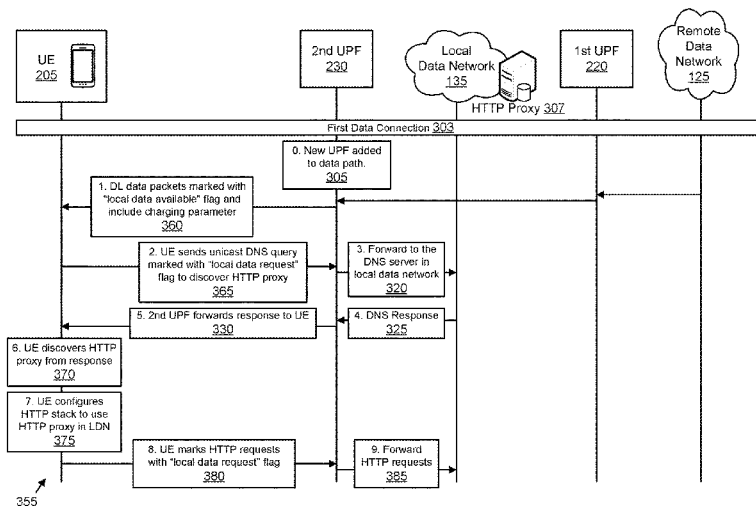 UE
205
2nd UPF
230
Local
Data Network
135
HTTP Proxy 307
1st UPF
220
Remote
Data
Network
125
First Data Connection 303
0. New UPF added
to data path.
305
1. DL data packets marked with
"local data available" flag and
include charging parameter
360
2. UE sends unicast DNS query
marked with "local data request"
flag to discover HTTP proxy
365
3. Forward to the
DNS server in
local data network
320
5. 2nd UPF forwards response to UE
330
4. DNS Response
325
6. UE discovers HTTP
proxy from response
370
7. UE configures
HTTP stack to use
HTTP proxy in LDN
375
8. UE marks HTTP requests
with "local data request" flag
380
9. Forward
HTTP requests
385
355